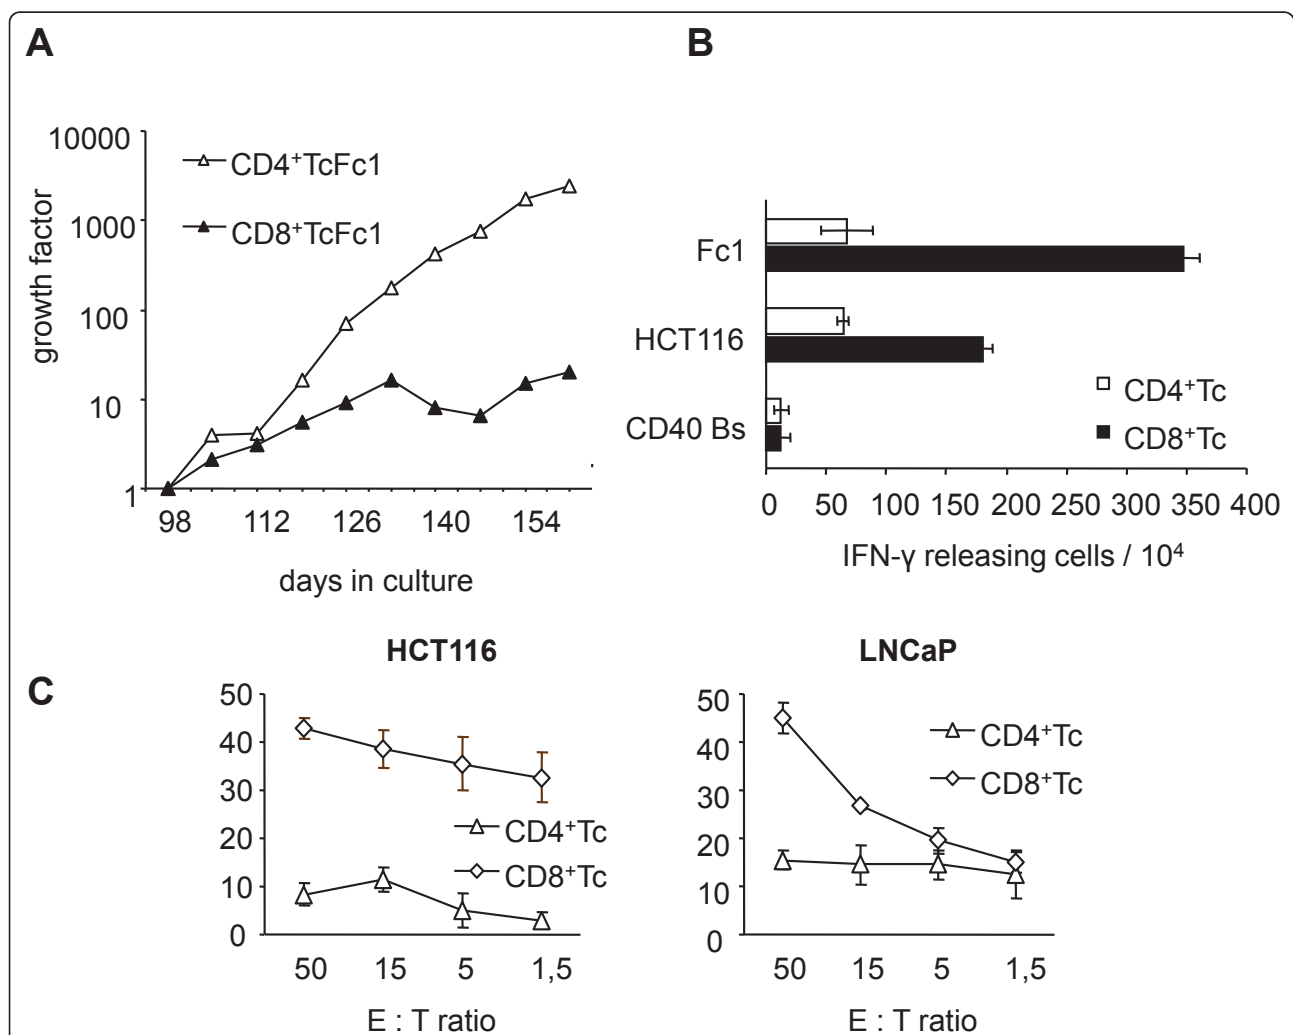 A
10000
1000
100
10
1
growth factor
CD4⁺TcFc1
CD8⁺TcFc1
98 112 126 140 154
days in culture
B
Fc1
HCT116
CD40 Bs
CD4⁺Tc
CD8⁺Tc
0 50 100 150 200 250 300 350 400
IFN-γ releasing cells / 10⁴
C
HCT116
50
40
30
20
10
0
CD4⁺Tc
CD8⁺Tc
50 15 5 1,5
E : T ratio
LNCaP
50
40
30
20
10
0
CD4⁺Tc
CD8⁺Tc
50 15 5 1,5
E : T ratio